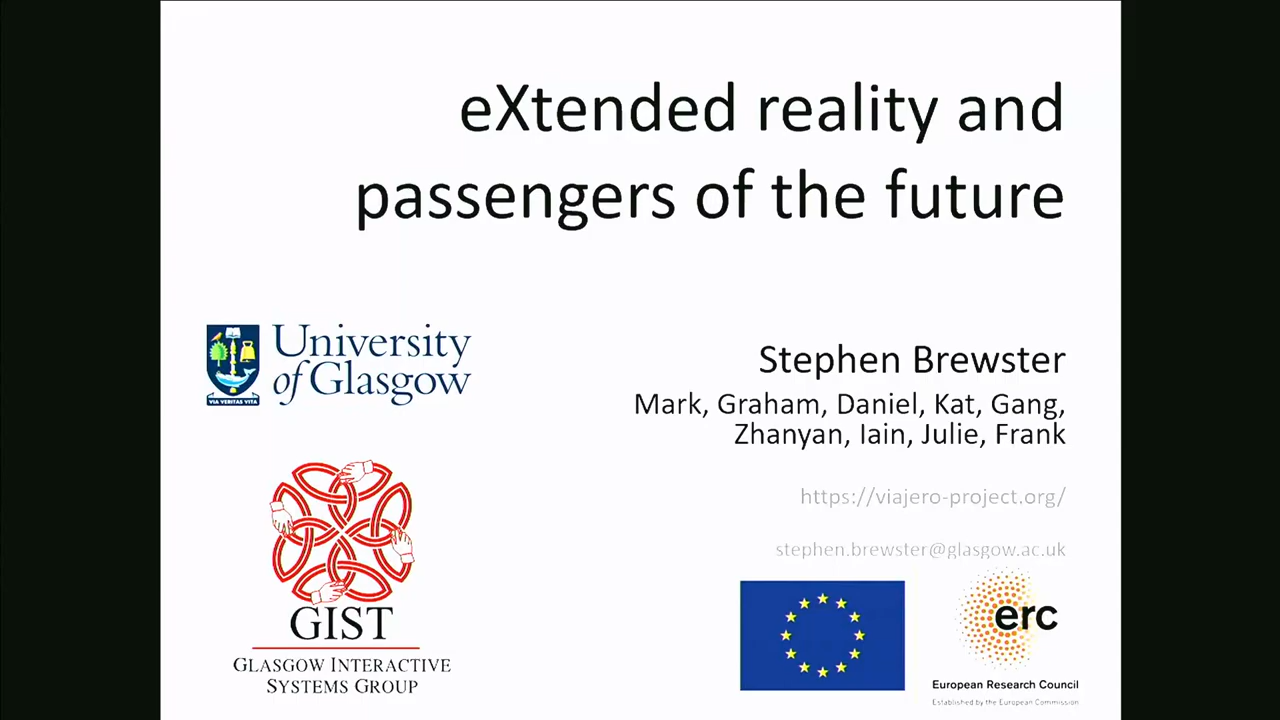 eXtended reality and
passengers of the future
University
of Glasgow
VIA VERITAS VITA
Stephen Brewster
Mark, Graham, Daniel, Kat, Gang,
Zhanyan, Iain, Julie, Frank
https://viajero-project.org/
stephen.brewster@glasgow.ac.uk
GIST
GLASGOW INTERACTIVE
SYSTEMS GROUP
erc
European Research Council
Established by the European Commission